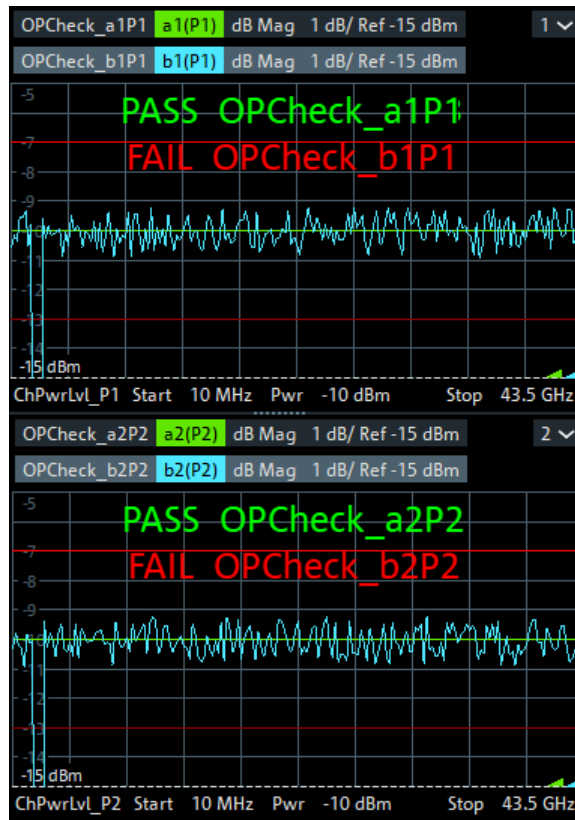 OPCheck_a1P1 a1(P1) dB Mag 1 dB/ Ref -15 dBm 1
OPCheck_b1P1 b1(P1) dB Mag 1 dB/ Ref -15 dBm
-5
PASS OPCheck_a1P1
-7
FAIL OPCheck_b1P1
-8
-9
-10
-11
-12
-13
-14
-15 dBm
ChPwrLvl_P1 Start 10 MHz Pwr -10 dBm Stop 43.5 GHz
OPCheck_a2P2 a2(P2) dB Mag 1 dB/ Ref -15 dBm 2
OPCheck_b2P2 b2(P2) dB Mag 1 dB/ Ref -15 dBm
-5
PASS OPCheck_a2P2
-7
FAIL OPCheck_b2P2
-8
-9
-10
-11
-12
-13
-14
-15 dBm
ChPwrLvl_P2 Start 10 MHz Pwr -10 dBm Stop 43.5 GHz